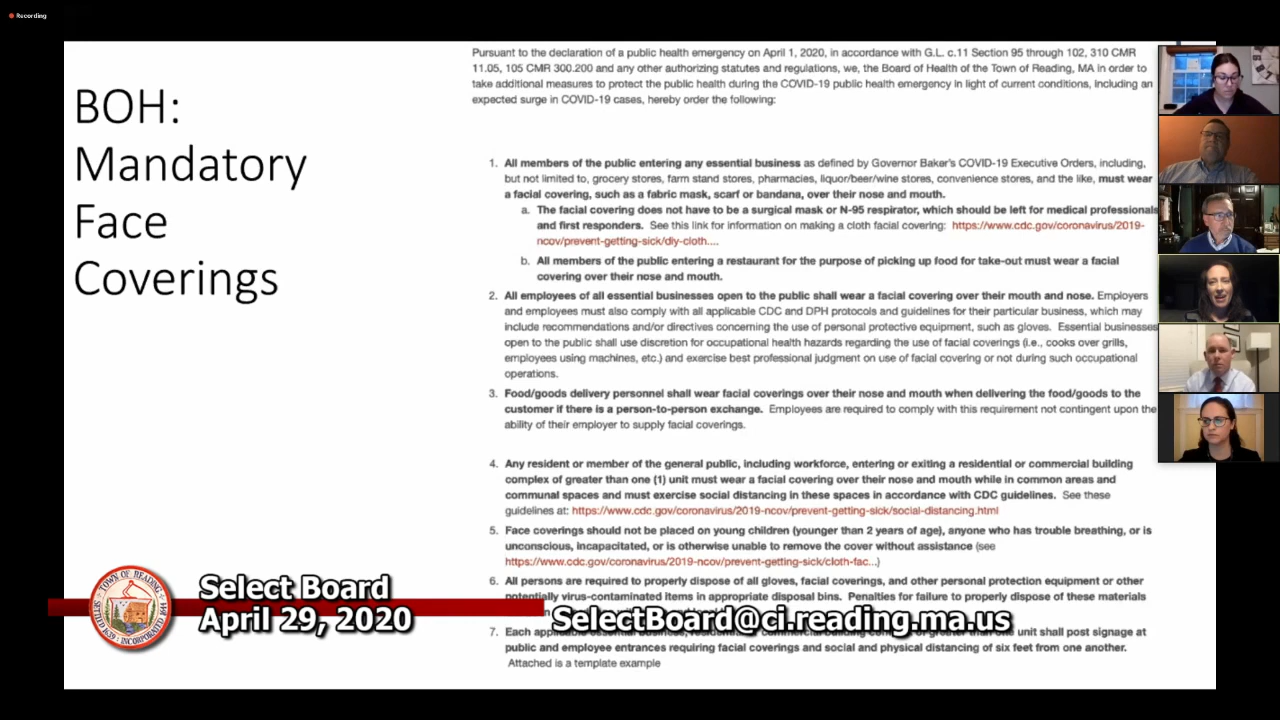 Recording
Pursuant to the declaration of a public health emergency on April 1, 2020, in accordance with G.L. c.11 Section 95 through 102, 310 CMR
11.05, 105 CMR 300.200 and any other authorizing statutes and regulations, we, the Board of Health of the Town of Reading, MA in order to
take additional measures to protect the public health during the COVID-19 public health emergency in light of current conditions, including an
expected surge in COVID-19 cases, hereby order the following:
BOH:
Mandatory
Face
Coverings
1. All members of the public entering any essential business as defined by Governor Baker's COVID-19 Executive Orders, including,
but not limited to, grocery stores, farm stand stores, pharmacies, liquor/beer/wine stores, convenience stores, and the like, must wear
a facial covering, such as a fabric mask, scarf or bandana, over their nose and mouth.
a. The facial covering does not have to be a surgical mask or N-95 respirator, which should be left for medical professionals
and first responders. See this link for information on making a cloth facial covering: https://www.cdc.gov/coronavirus/2019-
ncov/prevent-getting-sick/diy-cloth....
b. All members of the public entering a restaurant for the purpose of picking up food for take-out must wear a facial
covering over their nose and mouth.
2. All employees of all essential businesses open to the public shall wear a facial covering over their mouth and nose. Employers
and employees must also comply with all applicable CDC and DPH protocols and guidelines for their particular business, which may
include recommendations and/or directives concerning the use of personal protective equipment, such as gloves. Essential businesses
open to the public shall use discretion for occupational health hazards regarding the use of facial coverings (i.e., cooks over grills,
employees using machines, etc.) and exercise best professional judgment on use of facial covering or not during such occupational
operations.
3. Food/goods delivery personnel shall wear facial coverings over their nose and mouth when delivering the food/goods to the
customer if there is a person-to-person exchange. Employees are required to comply with this requirement not contingent upon the
ability of their employer to supply facial coverings.
4. Any resident or member of the general public, including workforce, entering or exiting a residential or commercial building
complex of greater than one (1) unit must wear a facial covering over their nose and mouth while in common areas and
communal spaces and must exercise social distancing in these spaces in accordance with CDC guidelines. See these
guidelines at: https://www.cdc.gov/coronavirus/2019-ncov/prevent-getting-sick/social-distancing.html
5. Face coverings should not be placed on young children (younger than 2 years of age), anyone who has trouble breathing, or is
unconscious, incapacitated, or is otherwise unable to remove the cover without assistance (see
https://www.cdc.gov/coronavirus/2019-ncov/prevent-getting-sick/cloth-fac...)
6. All persons are required to properly dispose of all gloves, facial coverings, and other personal protection equipment or other
potentially virus-contaminated items in appropriate disposal bins. Penalties for failure to properly dispose of these materials
7. Each unit shall post signage at
public and employee entrances requiring facial coverings and social and physical distancing of six feet from one another.
Attached is a template example
TOWN OF READING
SETTLED 1639 INCORPORATED 1644
Select Board
April 29, 2020
SelectBoard@ci.reading.ma.us